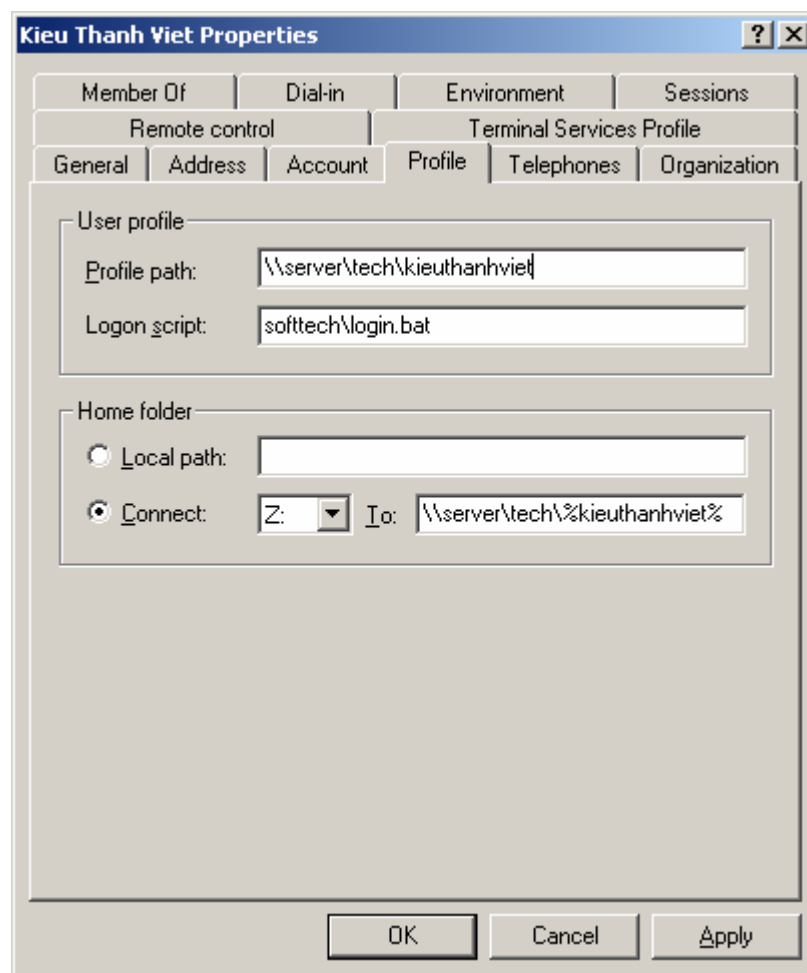 Kieu Thanh Viet Properties
Member Of Dial-in Environment Sessions
Remote control Terminal Services Profile
General Address Account Profile Telephones Organization
User profile
Profile path: \\server\tech\kieuthanhviet
Logon script: softtech\login.bat
Home folder
Local path:
Connect: Z: To: \\server\tech\%kieuthanhviet%
OK Cancel Apply